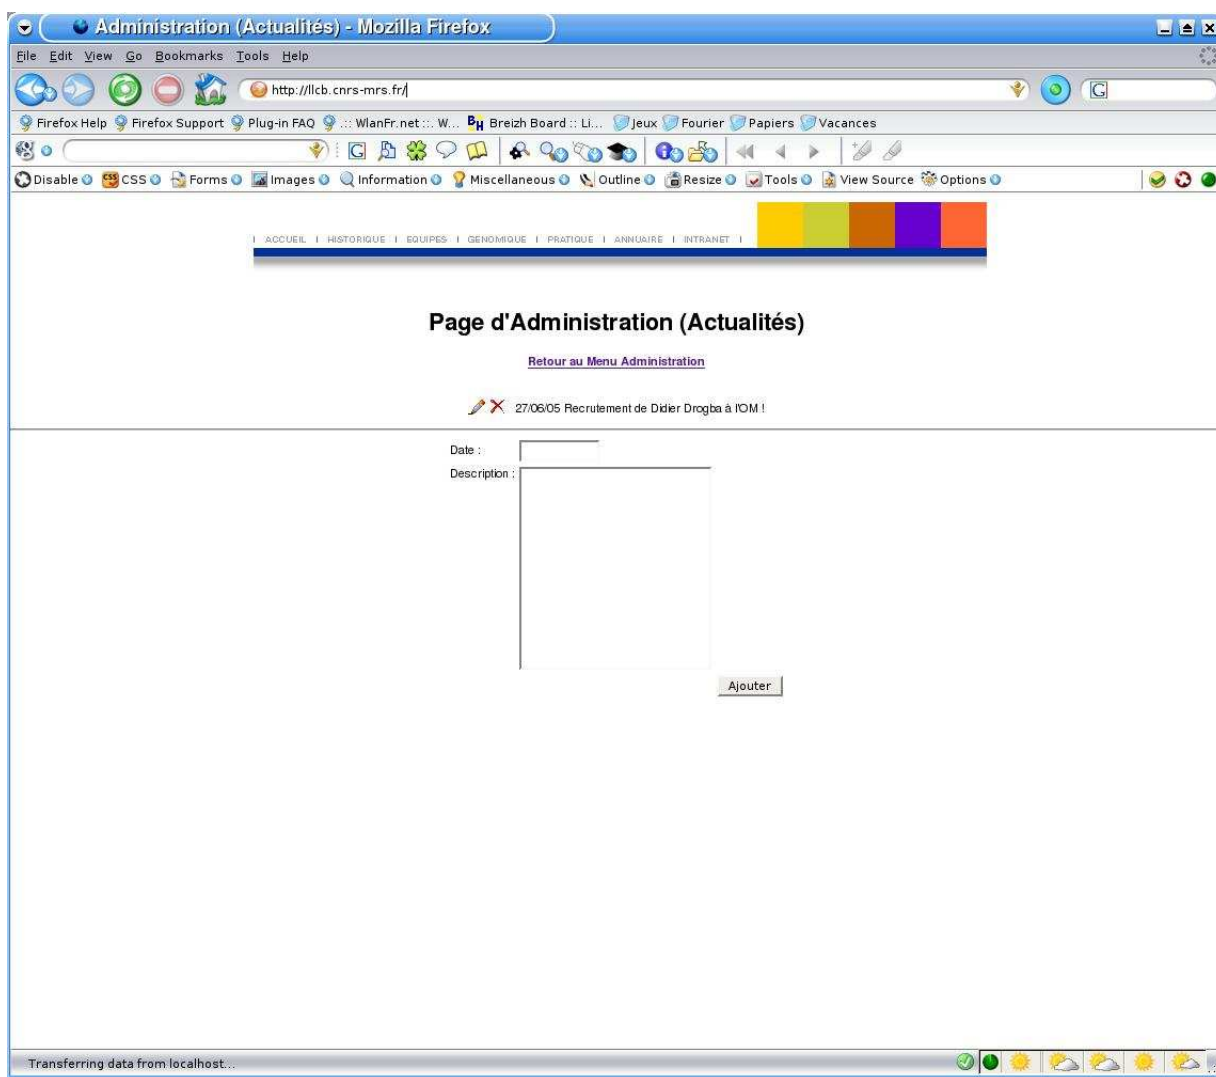 Administration (Actualités) - Mozilla Firefox
File Edit View Go Bookmarks Tools Help
http://llcb.cnrs-mrs.fr/
G
Firefox Help Firefox Support Plug-in FAQ .:: WlanFr.net ::. W... BH Breizh Board :: Li... Jeux Fourier Papiers Vacances
G
Disable CSS Forms Images Information Miscellaneous Outline Resize Tools View Source Options
I ACCUEIL I HISTORIQUE I EQUIPES I GENOMIQUE I PRATIQUE I ANNUAIRE I INTRANET I
Page d'Administration (Actualités)
Retour au Menu Administration
27/06/05 Recrutement de Didier Drogba à l'OM !
Date :
Description :
Ajouter
Transferring data from localhost...